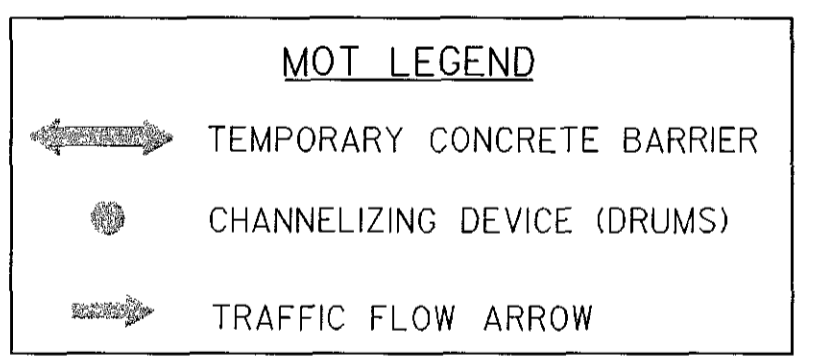 MOT LEGEND
TEMPORARY CONCRETE BARRIER
CHANNELIZING DEVICE (DRUMS)
TRAFFIC FLOW ARROW